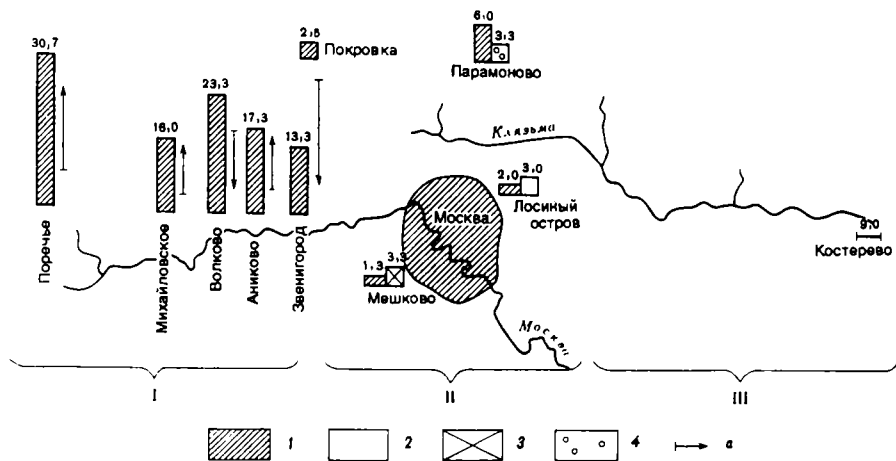 30,7
Поречье
16,0
Михайловское
23,3
Волково
17,3
Аниково
13,3
Звенигород
Покровка
6,0
3,3
Парамоново
Клязьма
2,0 3,0
Лосиный
остров
Москва
1,3 3,3
Мешково
Москва
9,0
Костерево
I
II
III
1
2
3
4
a